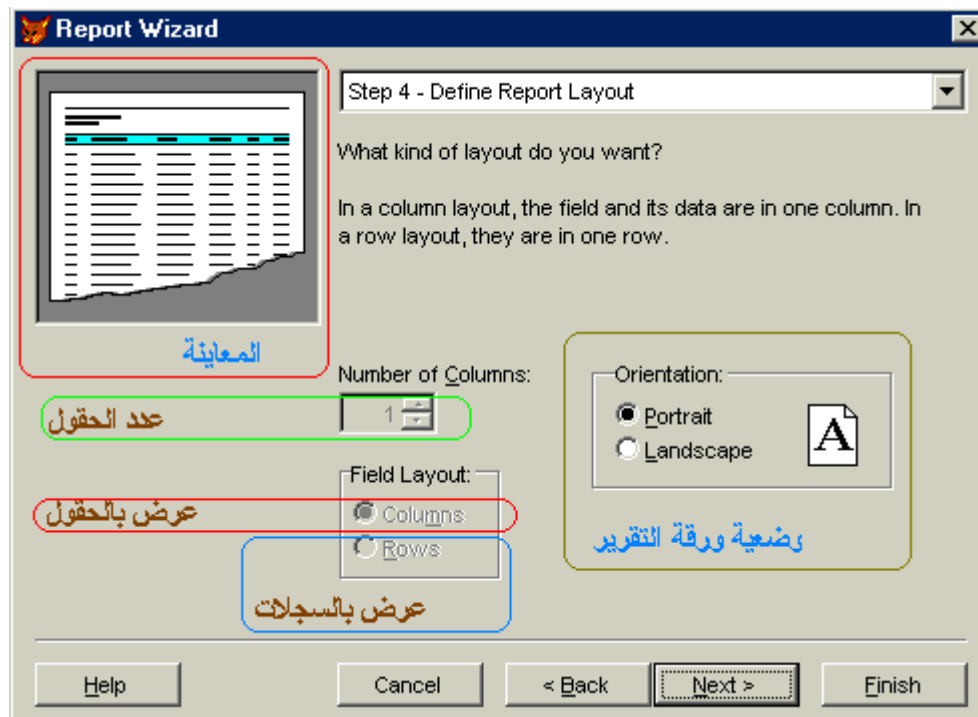 Report Wizard
Step 4 - Define Report Layout
What kind of layout do you want?
In a column layout, the field and its data are in one column. In
a row layout, they are in one row.
المعاينة
Number of Columns:
عدد الحقول
1
Orientation:
Portrait
A
Landscape
Field Layout:
عرض بالحقول
Columns
Rows
وضعية ورقة التقرير
عرض بالسجلات
Help
Cancel
< Back
Next >
Finish